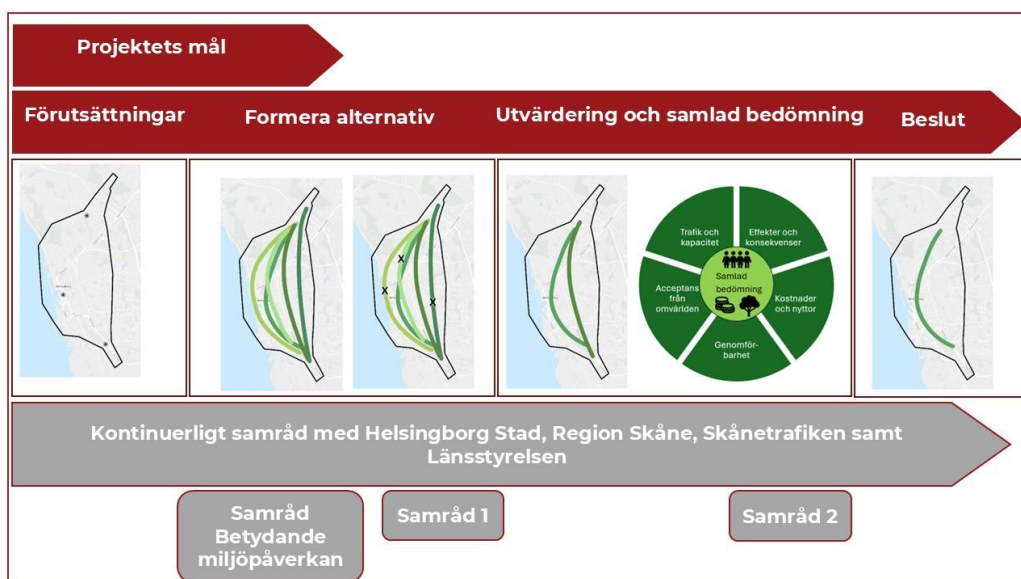 Projektets mål
Förutsättningar
Formera alternativ
Utvärdering och samlad bedömning
Beslut
X
X
X
Trafik och
kapacitet
Effekter och
konsekvenser
Acceptans
från
omvärlden
Samlad
bedömning
Kostnader
och nyttor
Genomför-
barhet
Kontinuerligt samråd med Helsingborg Stad, Region Skåne, Skånetrafiken samt
Länsstyrelsen
Samråd
Betydande
miljöpåverkan
Samråd 1
Samråd 2